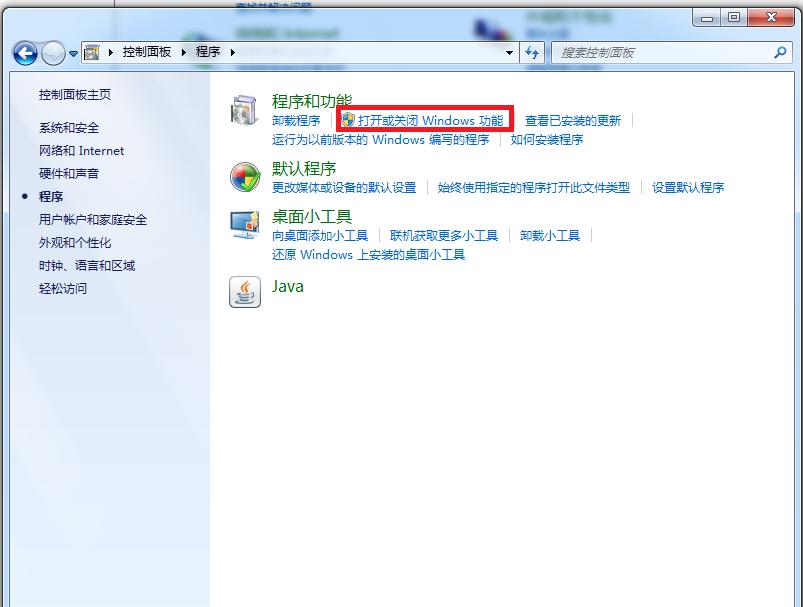 控制面板 程序
搜索控制面板
控制面板主页
系统和安全
网络和 Internet
硬件和声音
程序
用户帐户和家庭安全
外观和个性化
时钟、语言和区域
轻松访问
程序和功能
卸载程序 打开或关闭 Windows 功能 查看已安装的更新
运行为以前版本的 Windows 编写的程序 如何安装程序
默认程序
更改媒体或设备的默认设置 始终使用指定的程序打开此文件类型 设置默认程序
桌面小工具
向桌面添加小工具 联机获取更多小工具 卸载小工具
还原 Windows 上安装的桌面小工具
Java